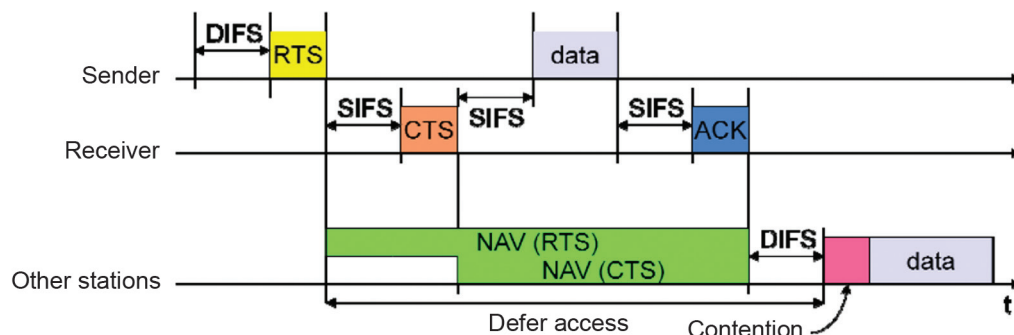 DIFS
RTS
data
Sender
SIFS
CTS
SIFS
SIFS
ACK
Receiver
NAV (RTS)
DIFS
NAV (CTS)
data
Other stations
t
Defer access
Contention